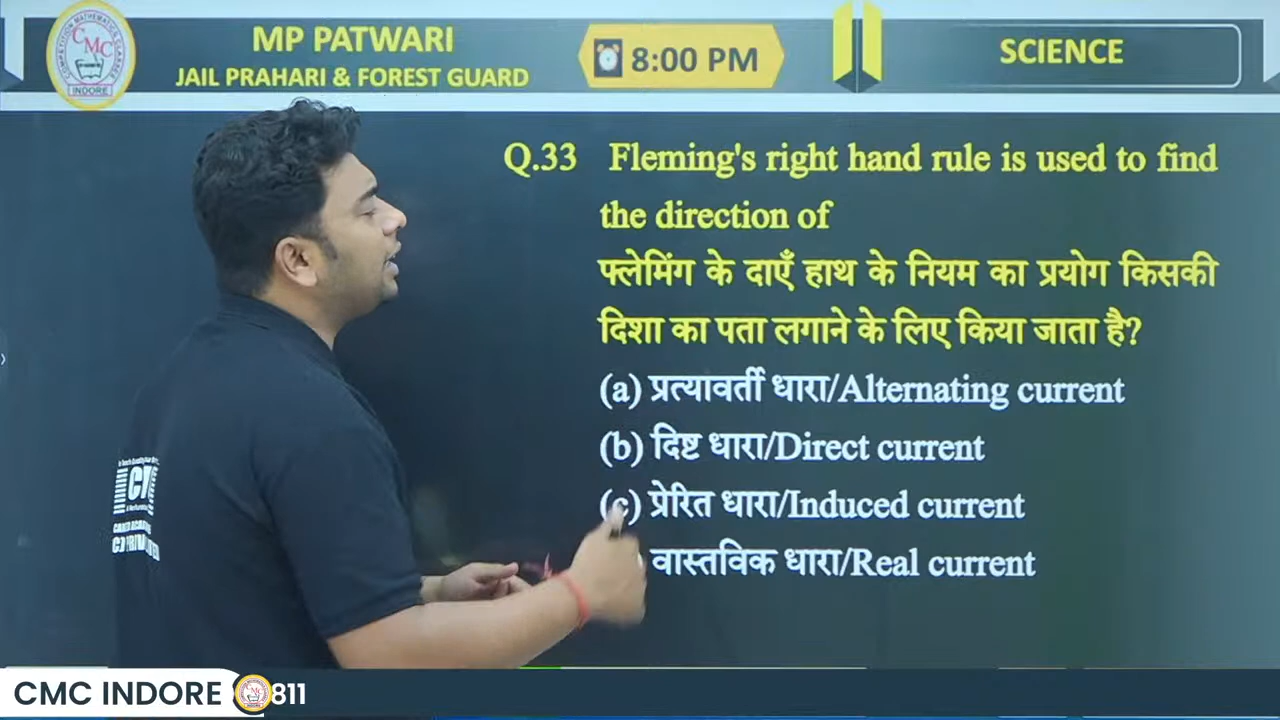 MP PATWARI
JAIL PRAHARI & FOREST GUARD
8:00 PM
SCIENCE
CMC
INDORE
Q.33 Fleming's right hand rule is used to find
the direction of
फ्लेमिंग के दाएँ हाथ के नियम का प्रयोग किसकी
दिशा का पता लगाने के लिए किया जाता है?
(a) प्रत्यावर्ती धारा/Alternating current
(b) दिष्ट धारा/Direct current
(c) प्रेरित धारा/Induced current
वास्तविक धारा/Real current
CMC INDORE 811